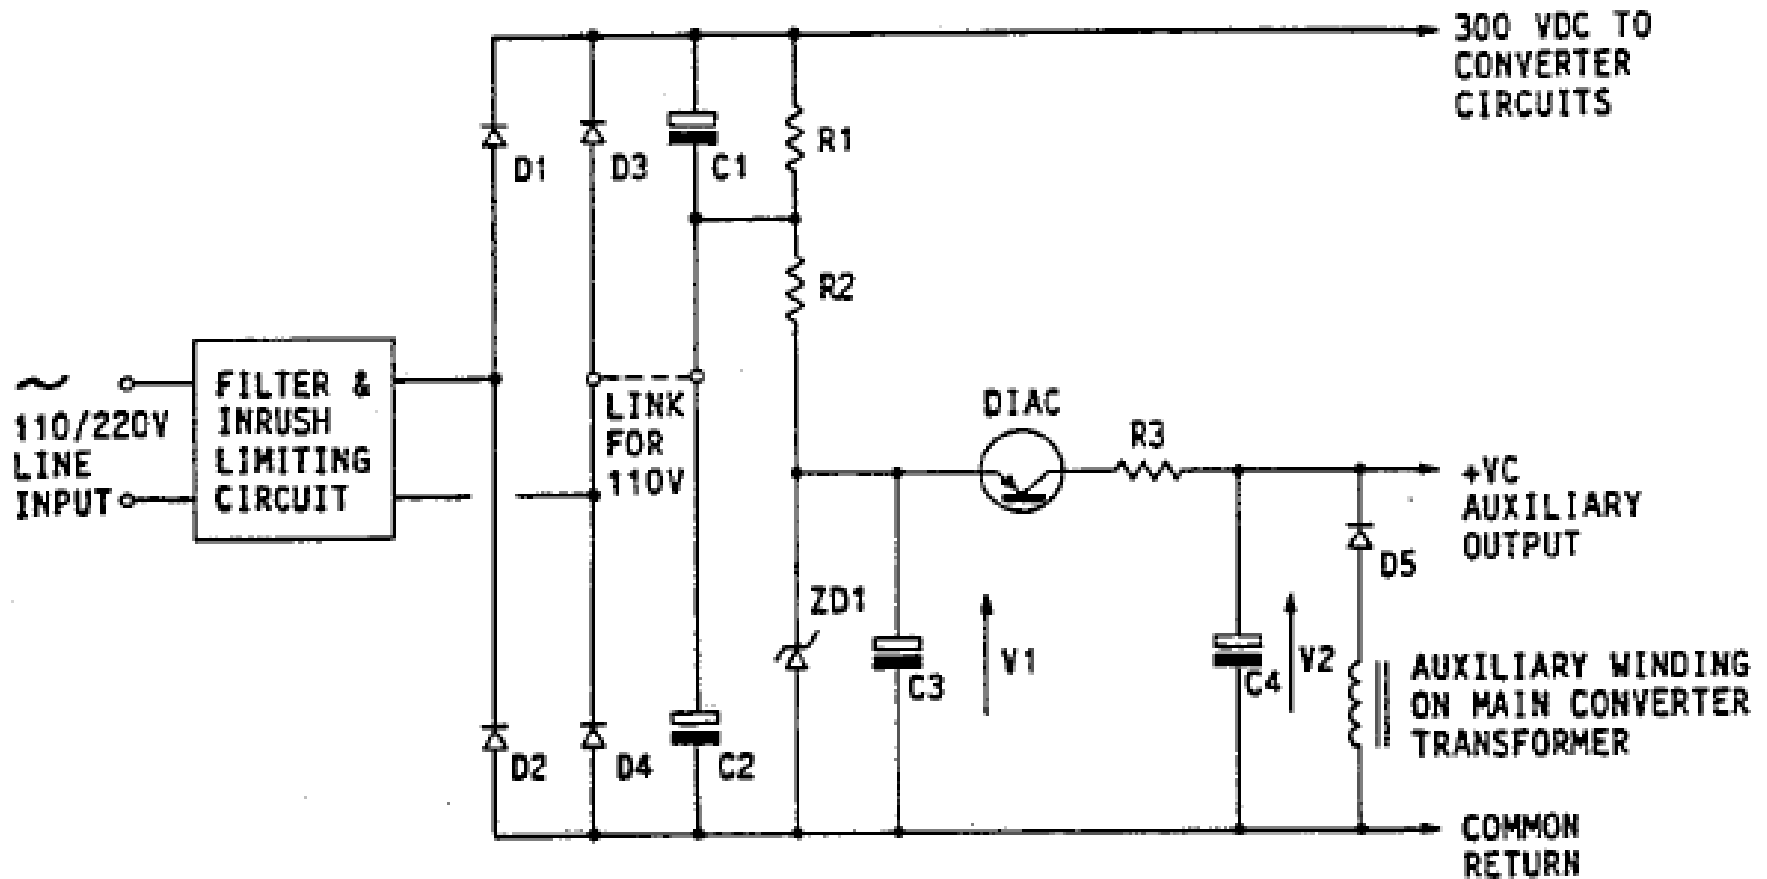 300 VDC TO
CONVERTER
CIRCUITS
D1
D3
C1
R1
R2
~
110/220V
LINE
INPUT
FILTER &
INRUSH
LIMITING
CIRCUIT
LINK
FOR
110V
DIAC
R3
+VC
AUXILIARY
OUTPUT
D5
ZD1
C3
V1
C4
V2
AUXILIARY WINDING
ON MAIN CONVERTER
TRANSFORMER
D2
D4
C2
COMMON
RETURN